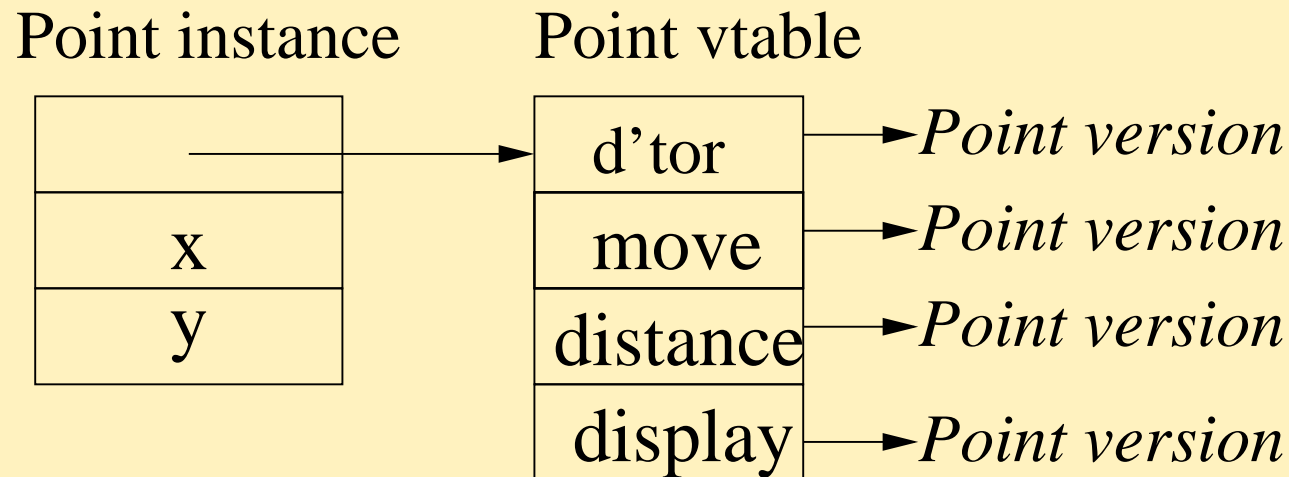 Point instance
Point vtable
d’tor
Point version
x
move
Point version
y
distance
Point version
display
Point version